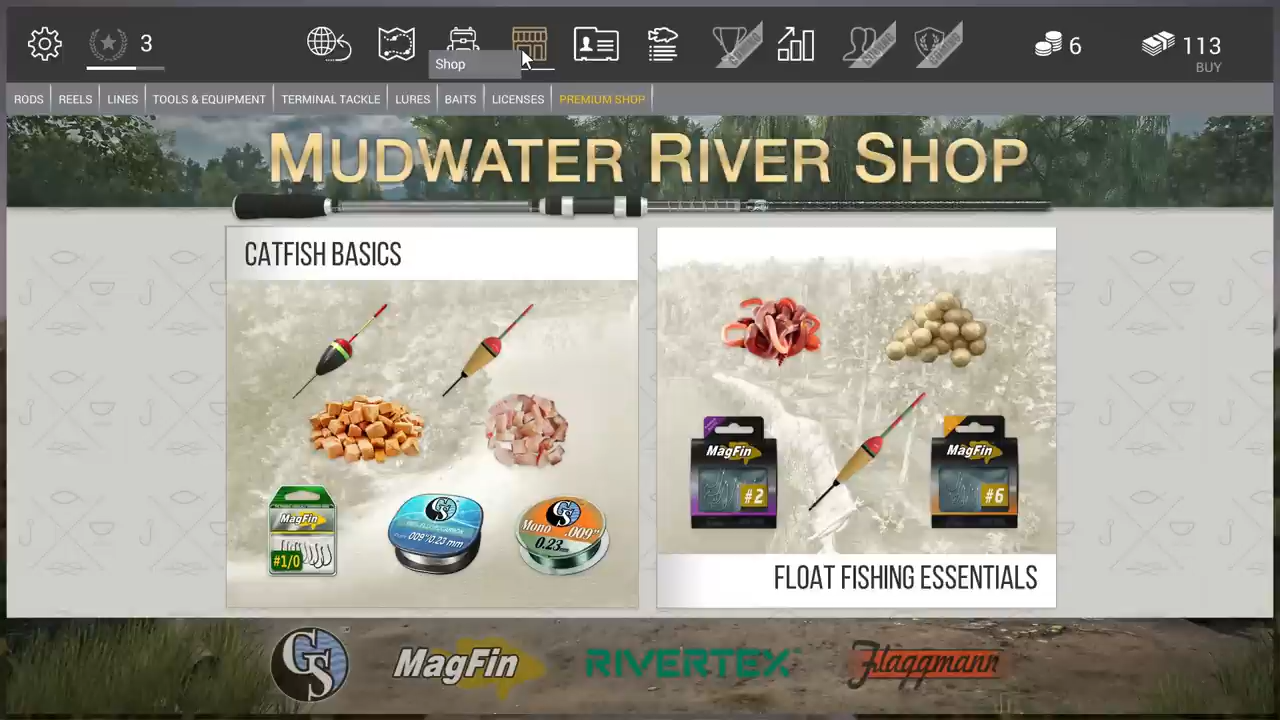 3
Shop
6
113
BUY
RODS
REELS
LINES
TOOLS & EQUIPMENT
TERMINAL TACKLE
LURES
BAITS
LICENSES
PREMIUM SHOP
MUDWATER RIVER SHOP
CATFISH BASICS
MagFin
#1/0
GS
.009"/0.23 mm
GS
Mono .009"
0.23
MagFin
#2
MagFin
#6
FLOAT FISHING ESSENTIALS
GS
MagFin
RIVERTEX
Flaggmann